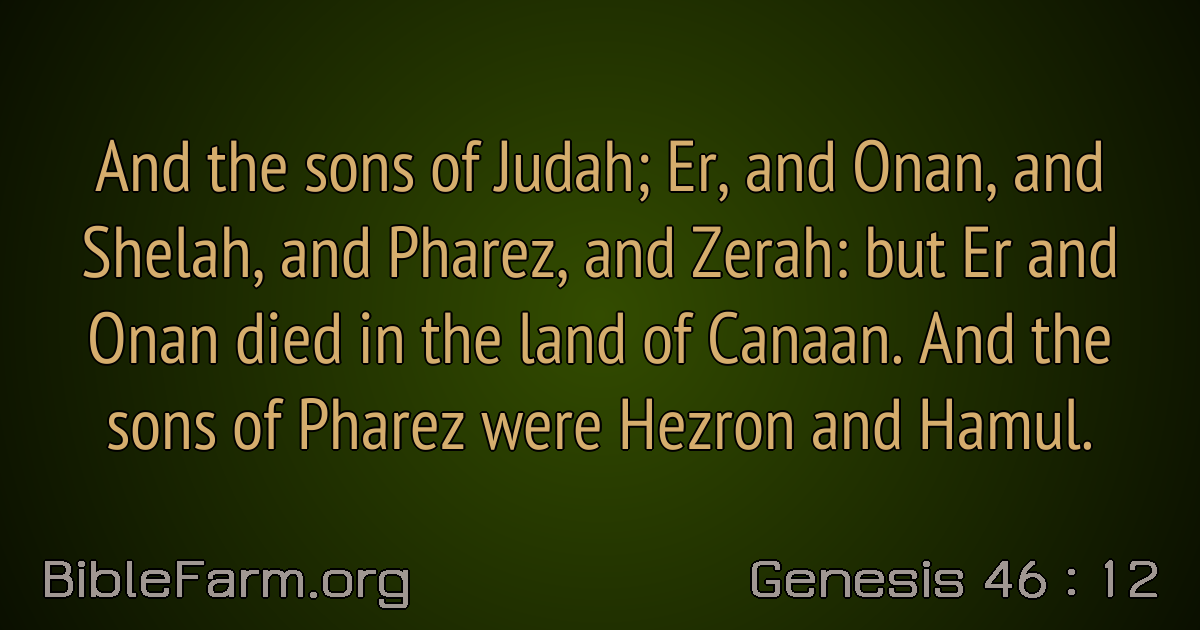 And the sons of Judah; Er, and Onan, and
Shelah, and Pharez, and Zerah: but Er and
Onan died in the land of Canaan. And the
sons of Pharez were Hezron and Hamul.
BibleFarm.org
Genesis 46 : 12